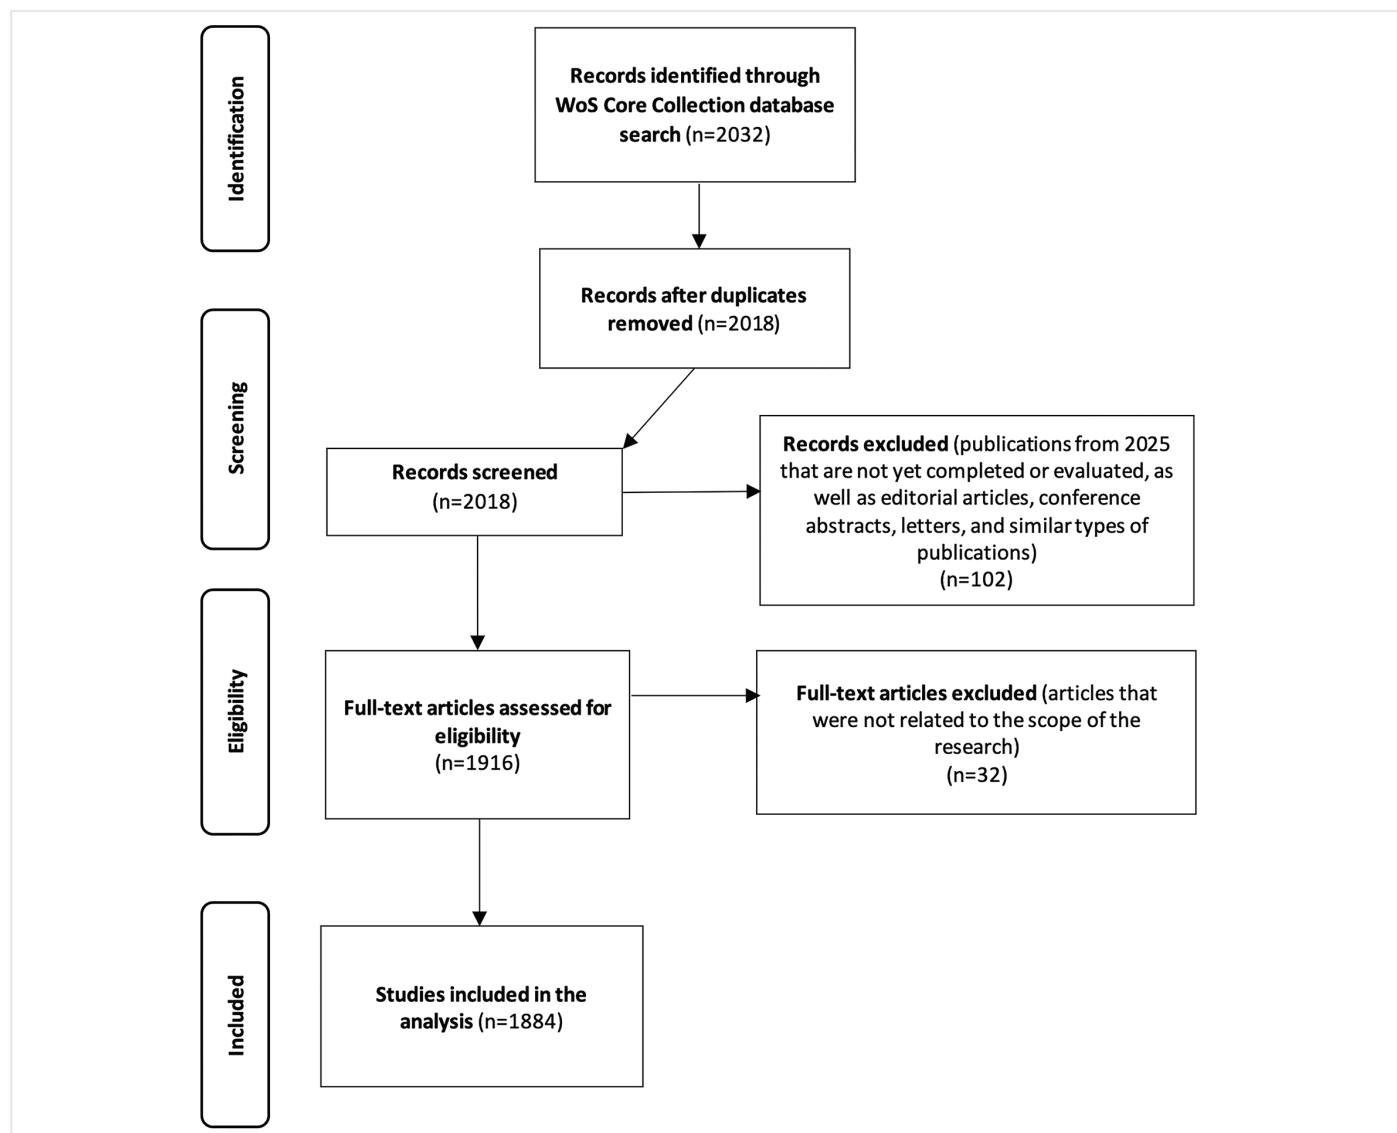 Identification
Records identified through
WoS Core Collection database
search (n=2032)
Records after duplicates
removed (n=2018)
Screening
Records screened
(n=2018)
Records excluded (publications from 2025
that are not yet completed or evaluated, as
well as editorial articles, conference
abstracts, letters, and similar types of
publications)
(n=102)
Eligibility
Full-text articles assessed for
eligibility
(n=1916)
Full-text articles excluded (articles that
were not related to the scope of the
research)
(n=32)
Included
Studies included in the
analysis (n=1884)